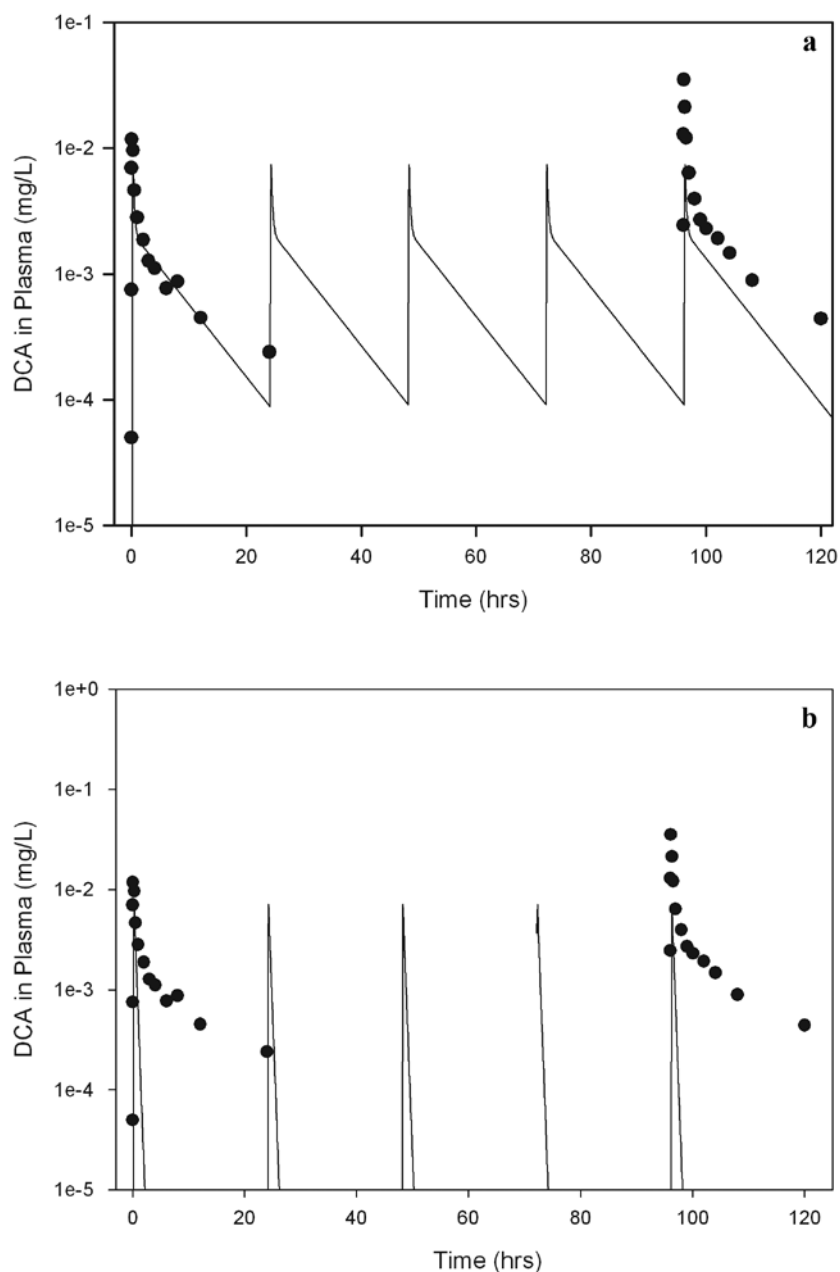 a
1e-1
1e-2
1e-3
1e-4
1e-5
DCA in Plasma (mg/L)
0 20 40 60 80 100 120
Time (hrs)
b
1e+0
1e-1
1e-2
1e-3
1e-4
1e-5
DCA in Plasma (mg/L)
0 20 40 60 80 100 120
Time (hrs)